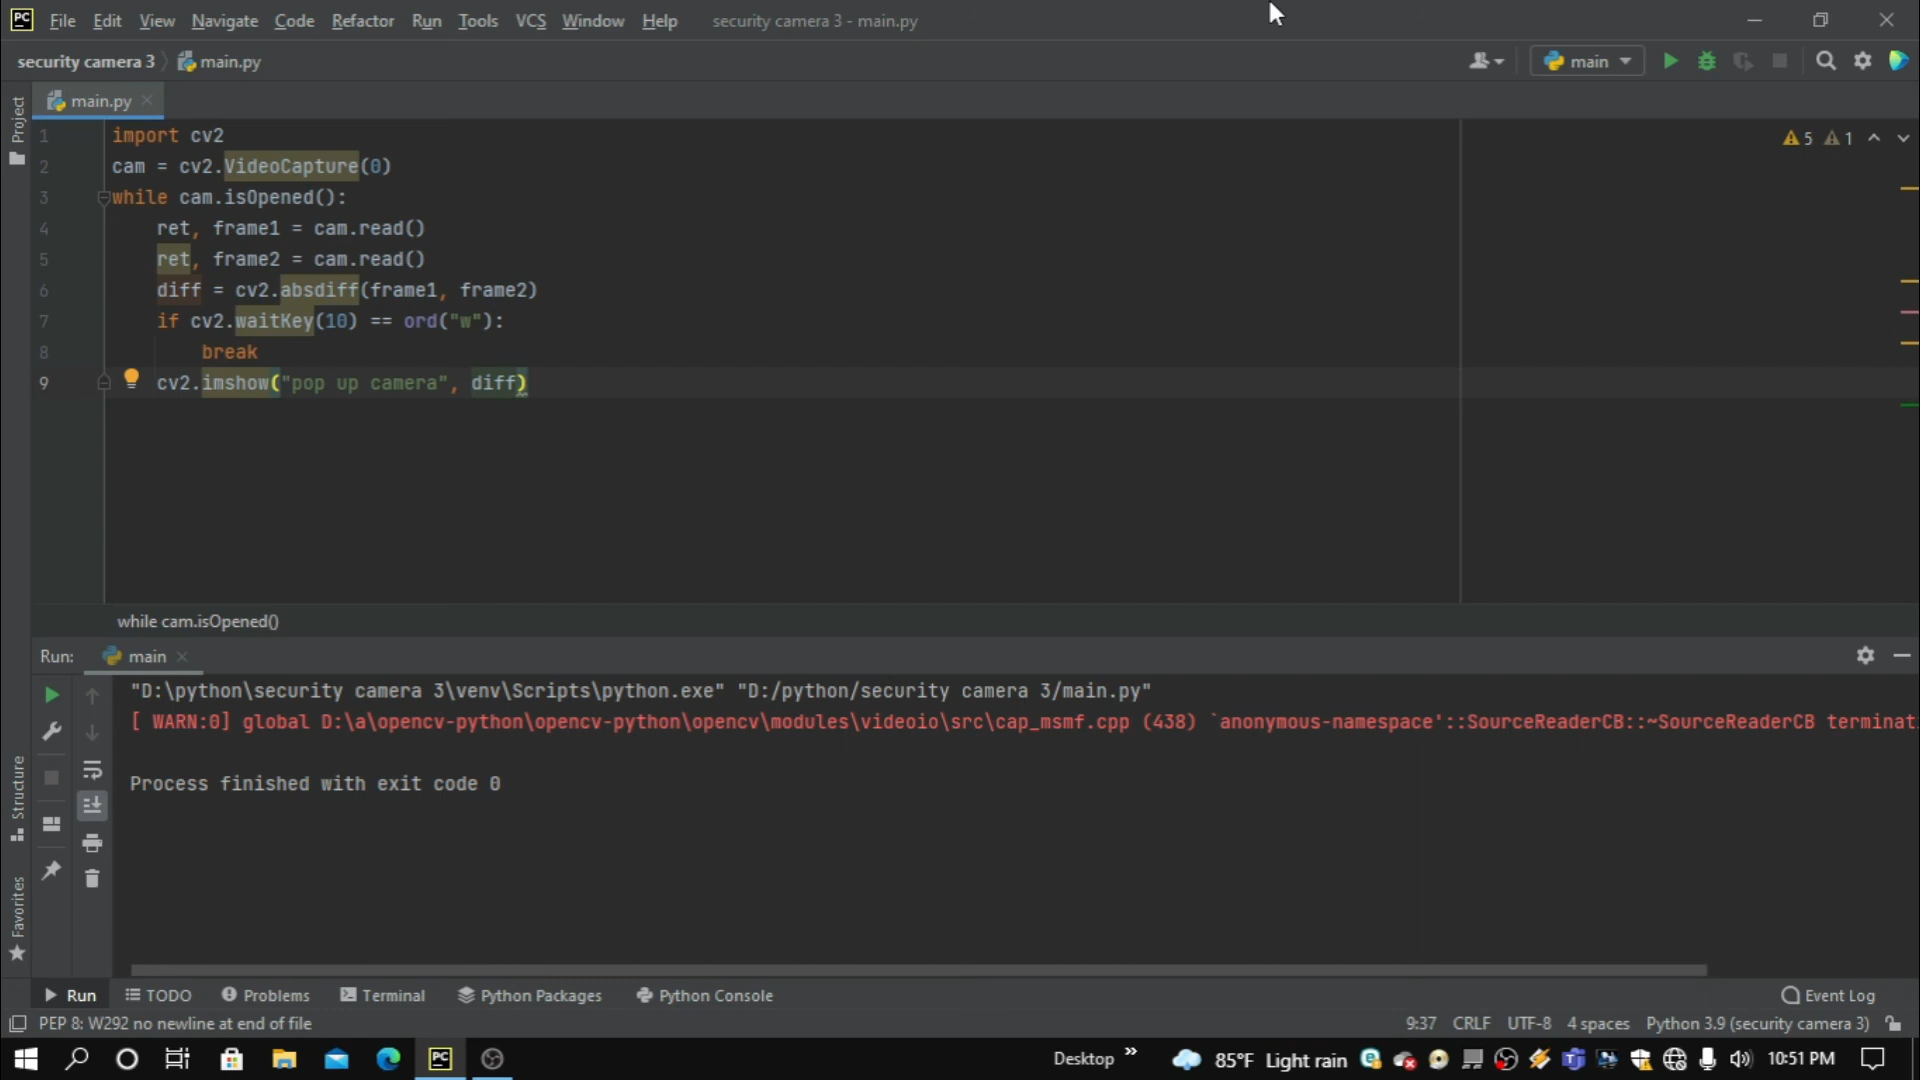 PC File Edit View Navigate Code Refactor Run Tools VCS Window Help security camera 3 - main.py
security camera 3 main.py main
Project
main.py
5 1
1 import cv2
2 cam = cv2.VideoCapture(0)
3 while cam.isOpened():
4 ret, frame1 = cam.read()
5 ret, frame2 = cam.read()
6 diff = cv2.absdiff(frame1, frame2)
7 if cv2.waitKey(10) == ord("w"):
8 break
9 cv2.imshow("pop up camera", diff)
while cam.isOpened()
Run: main
"D:\python\security camera 3\venv\Scripts\python.exe" "D:/python/security camera 3/main.py"
[ WARN:0] global D:\a\opencv-python\opencv-python\opencv\modules\videoio\src\cap_msmf.cpp (438) `anonymous-namespace'::SourceReaderCB::~SourceReaderCB terminati
Process finished with exit code 0
Structure
Favorites
Run TODO Problems Terminal Python Packages Python Console Event Log
PEP 8: W292 no newline at end of file 9:37 CRLF UTF-8 4 spaces Python 3.9 (security camera 3)
PC Desktop » 85°F Light rain 10:51 PM